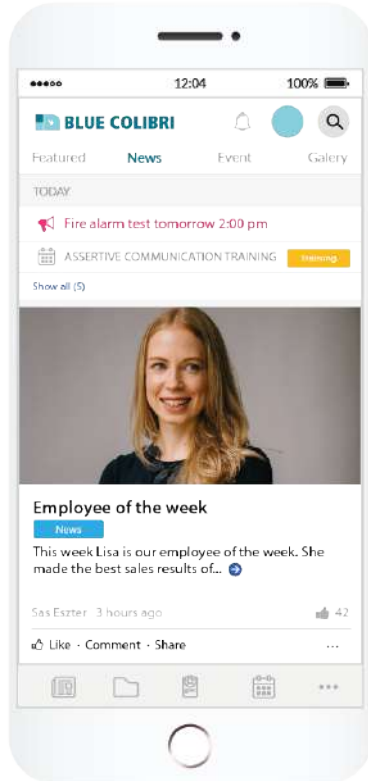 12:04 100%
BLUE COLIBRI
Featured News Event Galery
TODAY
Fire alarm test tomorrow 2:00 pm
ASSERTIVE COMMUNICATION TRAINING Training
Show all (5)
Employee of the week
News
This week Lisa is our employee of the week. She
made the best sales results of...
Sas Eszter 3 hours ago 42
Like · Comment · Share ...